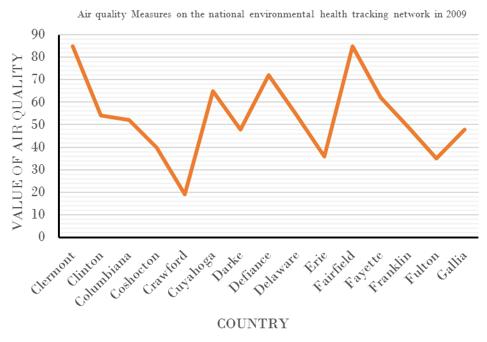 Air quality Measures on the national environmental health tracking network in 2009
VALUE OF AIR QUALITY
90
80
70
60
50
40
30
20
10
0
Clermont
Clinton
Columbiana
Coshocton
Crawford
Cuyahoga
Darke
Defiance
Delaware
Erie
Fairfield
Fayette
Franklin
Fulton
Gallia
COUNTRY